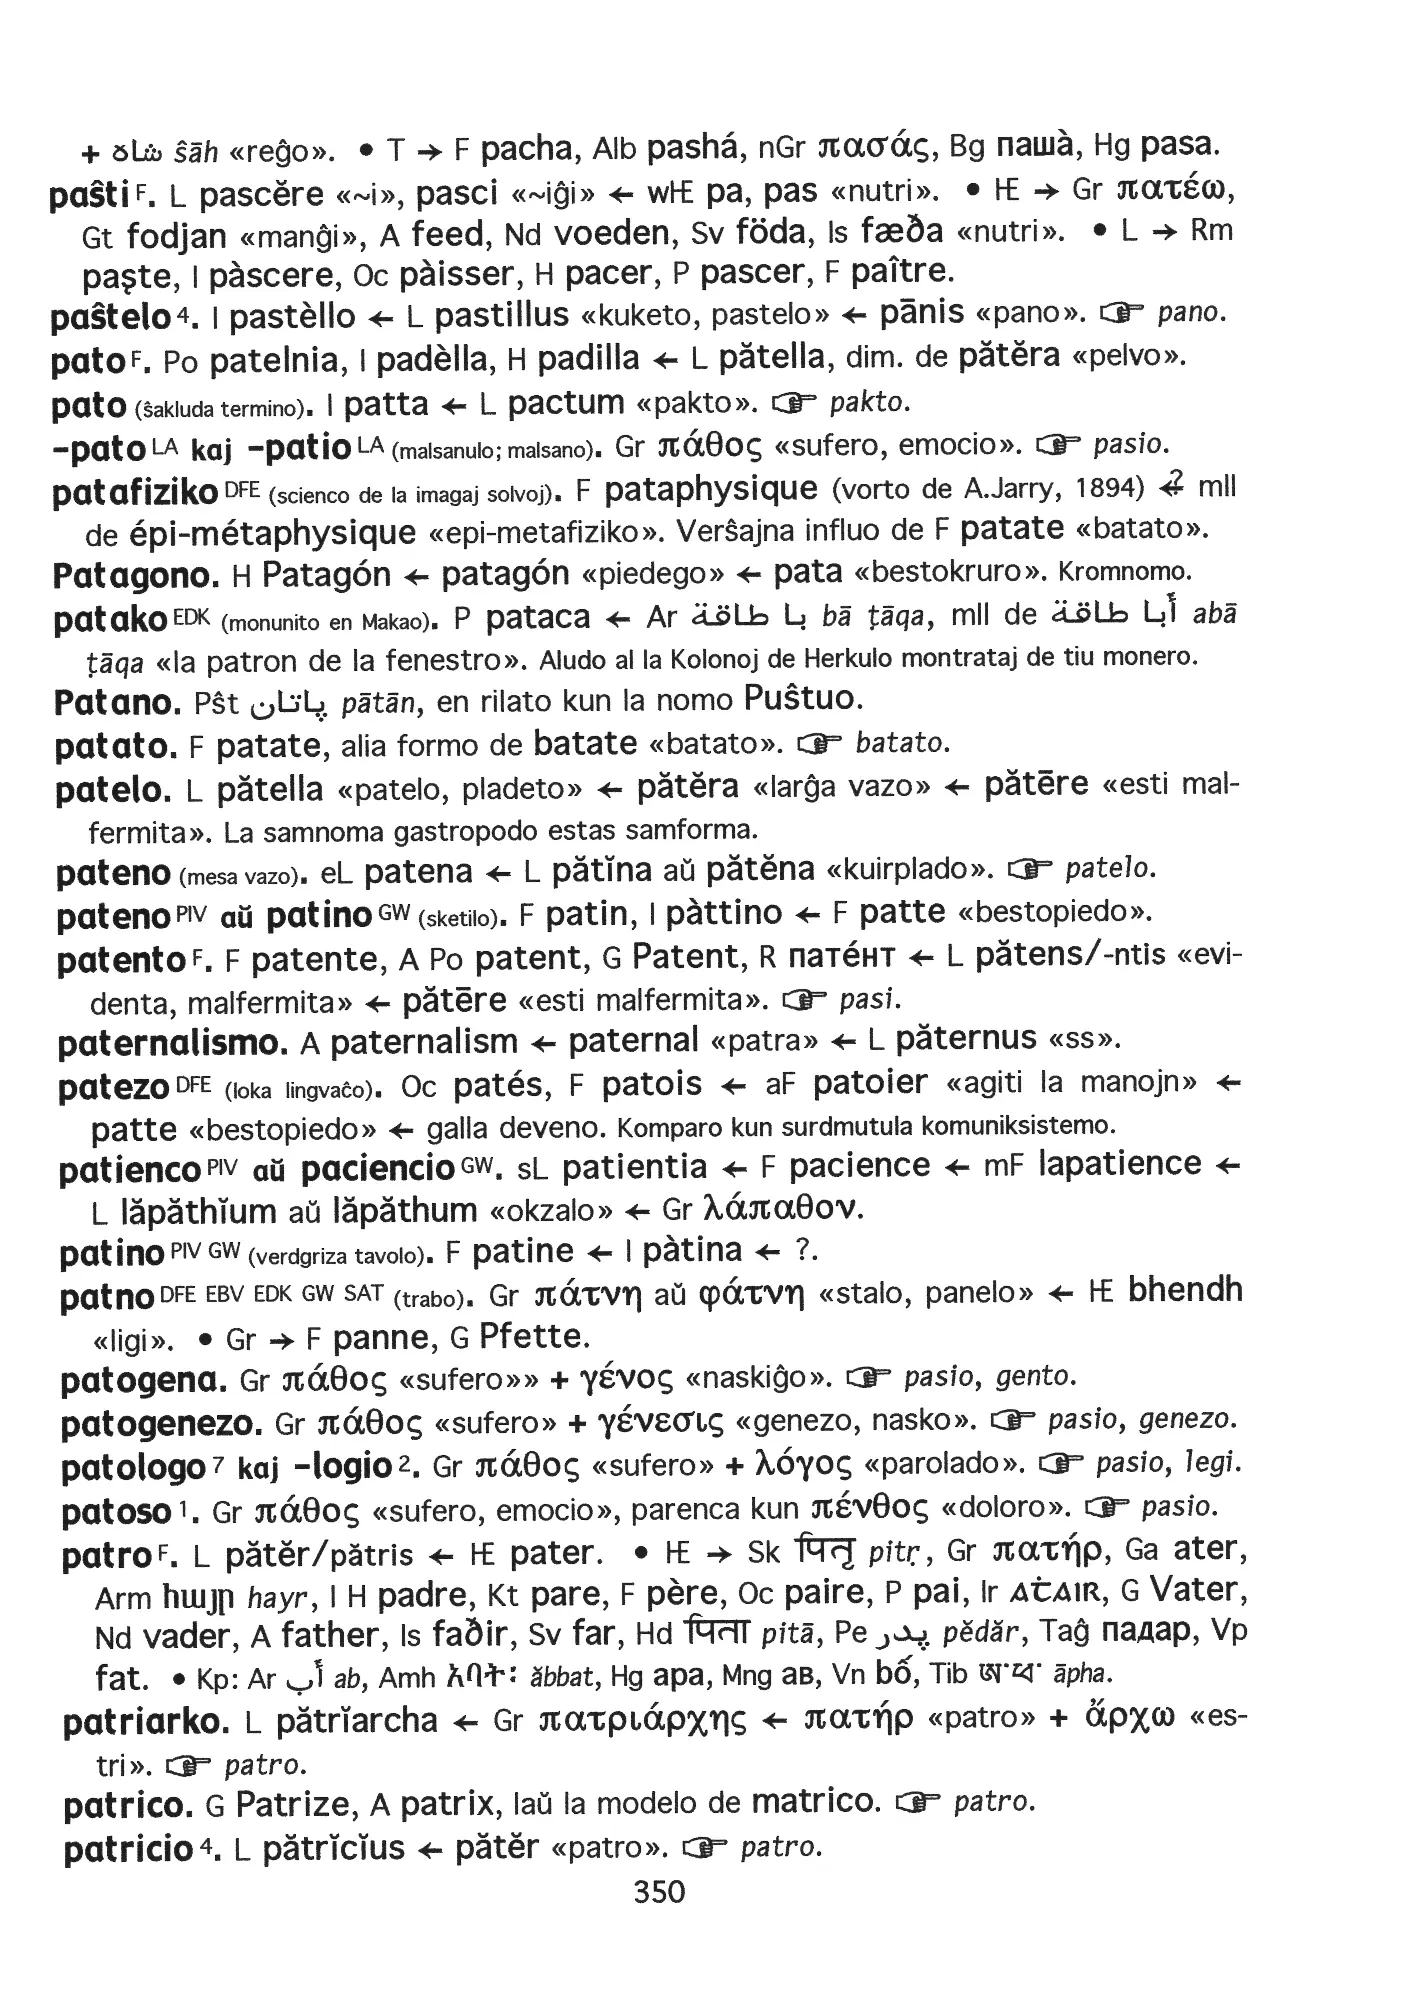 + شاه ŝāh «reĝo». • T → F pacha, Alb pashá, nGr πασάς, Bg пашà, Hg pasa.
paŝti F. L pascĕre «~i», pasci «~iĝi» ← wIE pa, pas «nutri». • IE → Gr πατέω,
Gt fodjan «manĝi», A feed, Nd voeden, Sv föda, Is fæða «nutri». • L → Rm
paşte, I pàscere, Oc pàisser, H pacer, P pascer, F paître.
paŝtelo 4. I pastèllo ← L pastillus «kuketo, pastelo» ← pānis «pano». ☞ pano.
pato F. Po patelnia, I padèlla, H padilla ← L pătella, dim. de pătĕra «pelvo».
pato (ŝakluda termino). I patta ← L pactum «pakto». ☞ pakto.
-pato LA kaj -patio LA (malsanulo; malsano). Gr πάθος «sufero, emocio». ☞ pasio.
patafiziko DFE (scienco de la imagaj solvoj). F pataphysique (vorto de A.Jarry, 1894) ↵? mll
de épi-métaphysique «epi-metafiziko». Verŝajna influo de F patate «batato».
Patagono. H Patagón ← patagón «piedego» ← pata «bestokruro». Kromnomo.
patako EDK (monunito en Makao). P pataca ← Ar با طاقة bā ṭāqa, mll de أبا طاقة abā
ṭāqa «la patron de la fenestro». Aludo al la Kolonoj de Herkulo montrataj de tiu monero.
Patano. Pŝt پاتان pātān, en rilato kun la nomo Puŝtuo.
patato. F patate, alia formo de batate «batato». ☞ batato.
patelo. L pătella «patelo, pladeto» ← pătĕra «larĝa vazo» ← pătēre «esti mal-
fermita». La samnoma gastropodo estas samforma.
pateno (mesa vazo). eL patena ← L pătĭna aŭ pătĕna «kuirplado». ☞ patelo.
pateno PIV aŭ patino GW (sketilo). F patin, I pàttino ← F patte «bestopiedo».
patento F. F patente, A Po patent, G Patent, R патéнт ← L pătens/-ntis «evi-
denta, malfermita» ← pătēre «esti malfermita». ☞ pasi.
paternalismo. A paternalism ← paternal «patra» ← L păternus «ss».
patezo DFE (loka lingvaĉo). Oc patés, F patois ← aF patoier «agiti la manojn» ←
patte «bestopiedo» ← galla deveno. Komparo kun surdmutula komuniksistemo.
patienco PIV aŭ paciencio GW. sL patientia ← F pacience ← mF lapatience ←
L lăpăthĭum aŭ lăpăthum «okzalo» ← Gr λάπαθον.
patino PIV GW (verdgriza tavolo). F patine ← I pàtina ← ?.
patno DFE EBV EDK GW SAT (trabo). Gr πάτνη aŭ φάτνη «stalo, panelo» ← IE bhendh
«ligi». • Gr → F panne, G Pfette.
patogena. Gr πάθος «sufero»» + γένος «naskiĝo». ☞ pasio, gento.
patogenezo. Gr πάθος «sufero» + γένεσις «genezo, nasko». ☞ pasio, genezo.
patologo 7 kaj -logio 2. Gr πάθος «sufero» + λόγος «parolado». ☞ pasio, legi.
patoso 1. Gr πάθος «sufero, emocio», parenca kun πένθος «doloro». ☞ pasio.
patro F. L pătĕr/pătris ← IE pater. • IE → Sk पितृ pitṛ, Gr πατήρ, Ga ater,
Arm հայր hayr, I H padre, Kt pare, F père, Oc paire, P pai, Ir aṫair, G Vater,
Nd vader, A father, Is faðir, Sv far, Hd पिता pitā, Pe پدر pĕdăr, Taĝ падар, Vp
fat. • Kp: Ar أب ab, Amh አባት፡ ăbbat, Hg apa, Mng ав, Vn bố, Tib ཨ་ཕ་ āpha.
patriarko. L pătrĭarcha ← Gr πατριάρχης ← πατήρ «patro» + ἄρχω «es-
tri». ☞ patro.
patrico. G Patrize, A patrix, laŭ la modelo de matrico. ☞ patro.
patricio 4. L pătrĭcĭus ← pătĕr «patro». ☞ patro.
350